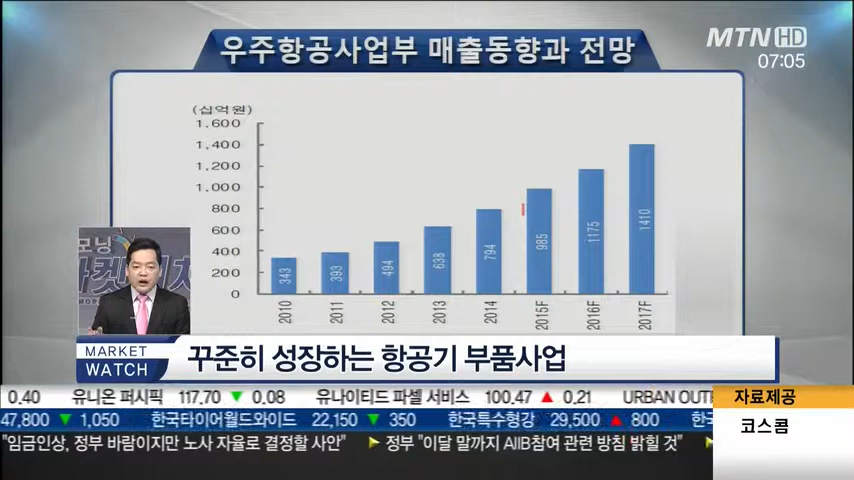 우주항공사업부 매출동향과 전망
MTN HD
07:05
(십억원)
1,600
1,400
1,200
1,000
800
600
400
200
0
343
393
494
638
794
985
1175
1410
2010
2011
2012
2013
2014
2015F
2016F
2017F
모닝
MARKET WATCH
꾸준히 성장하는 항공기 부품사업
0.40 유니온 퍼시픽 117.70 ▼ 0.08 유나이티드 파셀 서비스 100.47 ▲ 0.21 URBAN OUT
자료제공
47,800 ▼ 1,050 한국타이어월드와이드 22,150 ▼ 350 한국특수형강 29,500 ▲ 800 한
코스콤
"임금인상, 정부 바람이지만 노사 자율로 결정할 사안" ▶ 정부 "이달 말까지 AIIB참여 관련 방침 밝힐 것" ▶